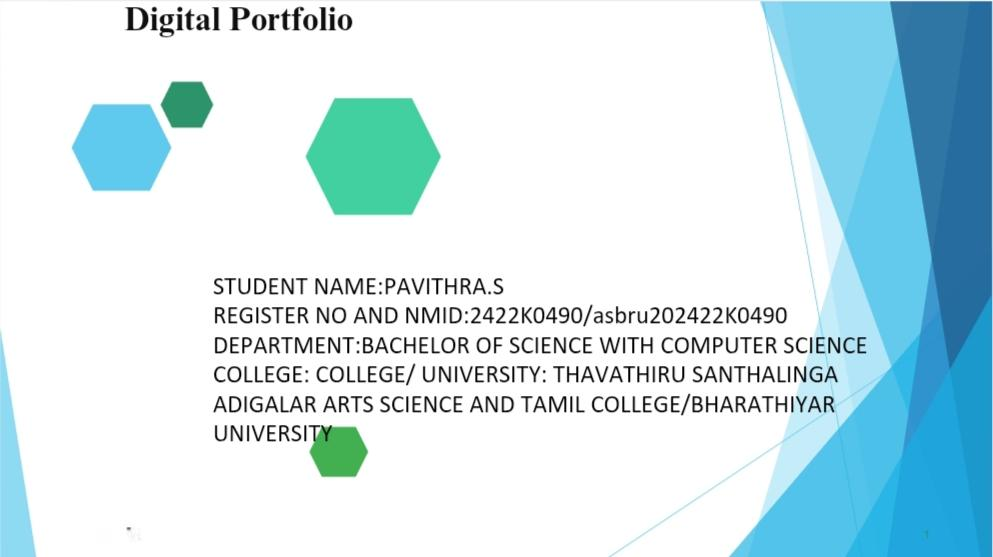 Digital Portfolio
STUDENT NAME:PAVITHRA.S
REGISTER NO AND NMID:2422K0490/asbru202422K0490
DEPARTMENT:BACHELOR OF SCIENCE WITH COMPUTER SCIENCE
COLLEGE: COLLEGE/ UNIVERSITY: THAVATHIRU SANTHALINGA
ADIGALAR ARTS SCIENCE AND TAMIL COLLEGE/BHARATHIYAR
UNIVERSITY
1